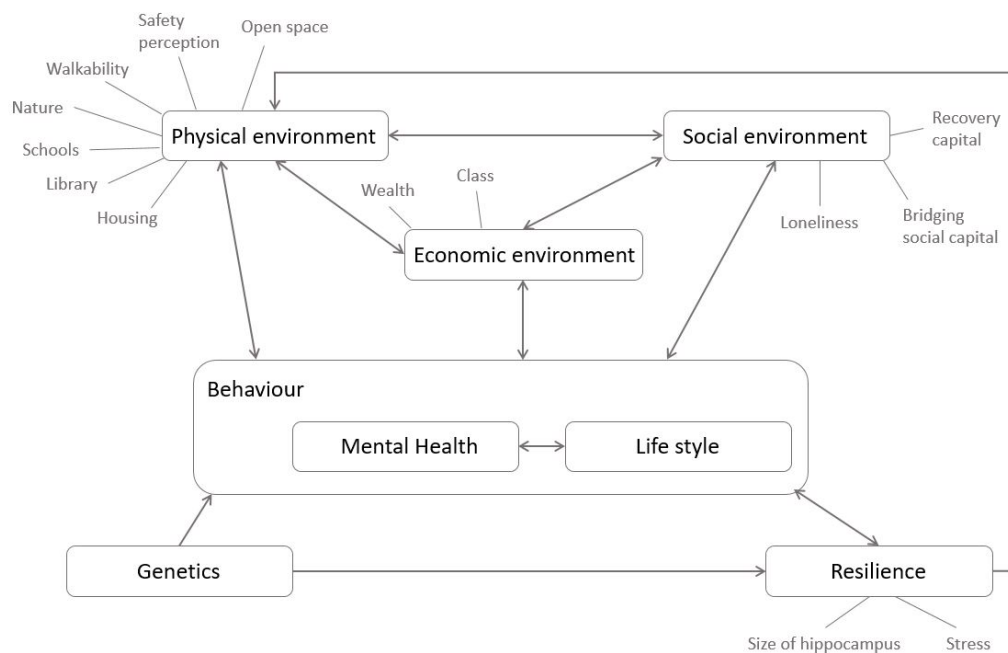 Safety
perception
Open space
Walkability
Nature
Physical environment
Social environment
Recovery
capital
Schools
Library
Housing
Wealth
Class
Loneliness
Bridging
social capital
Economic environment
Behaviour
Mental Health
Life style
Genetics
Resilience
Size of hippocampus
Stress